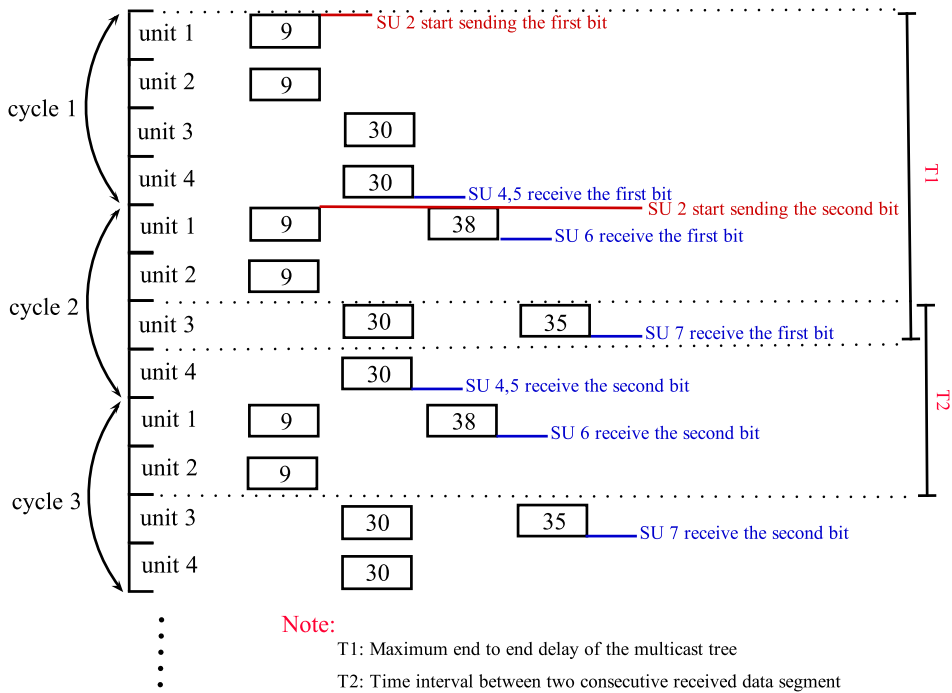 SU 2 start sending the first bit
unit 1 9
unit 2 9
cycle 1
unit 3 30
T1
unit 4 30
SU 4,5 receive the first bit
SU 2 start sending the second bit
unit 1 9 38
SU 6 receive the first bit
unit 2 9
cycle 2
unit 3 30 35
SU 7 receive the first bit
unit 4 30
SU 4,5 receive the second bit
T2
unit 1 9 38
SU 6 receive the second bit
unit 2 9
cycle 3
unit 3 30 35
SU 7 receive the second bit
unit 4 30
Note:
T1: Maximum end to end delay of the multicast tree
T2: Time interval between two consecutive received data segment